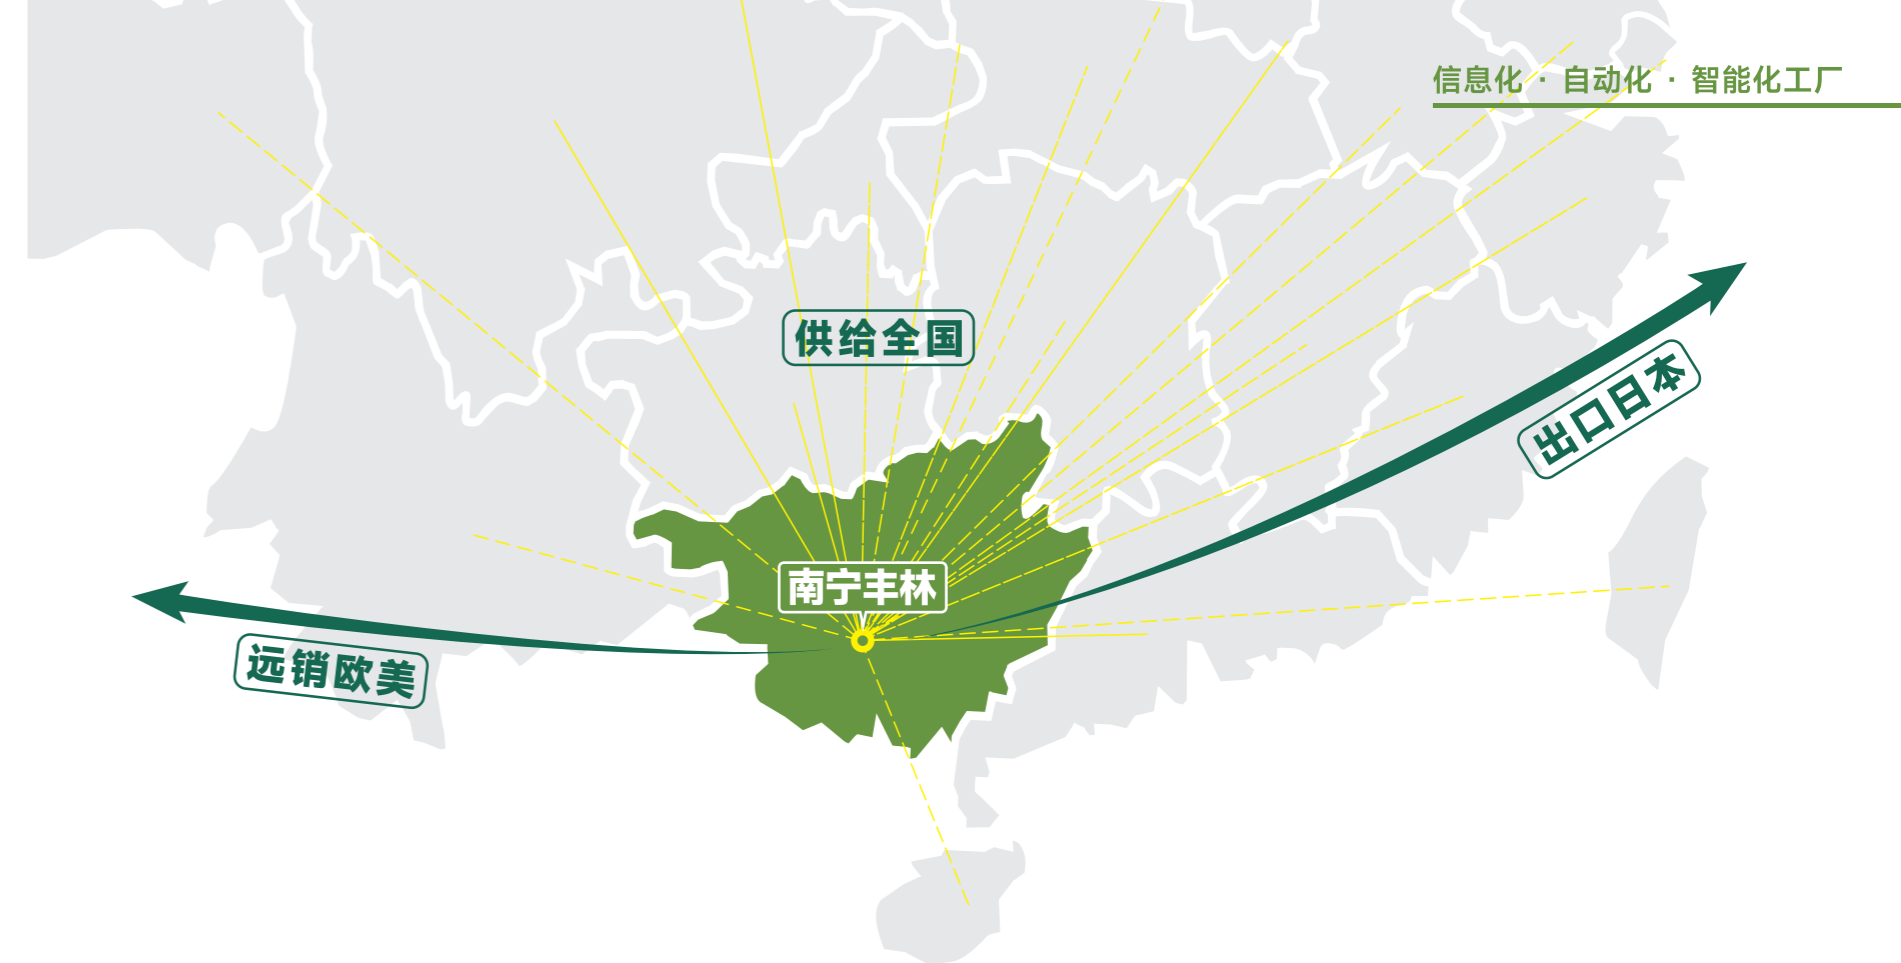 信息化 · 自动化 · 智能化工厂
供给全国
出口日本
南宁丰林
远销欧美